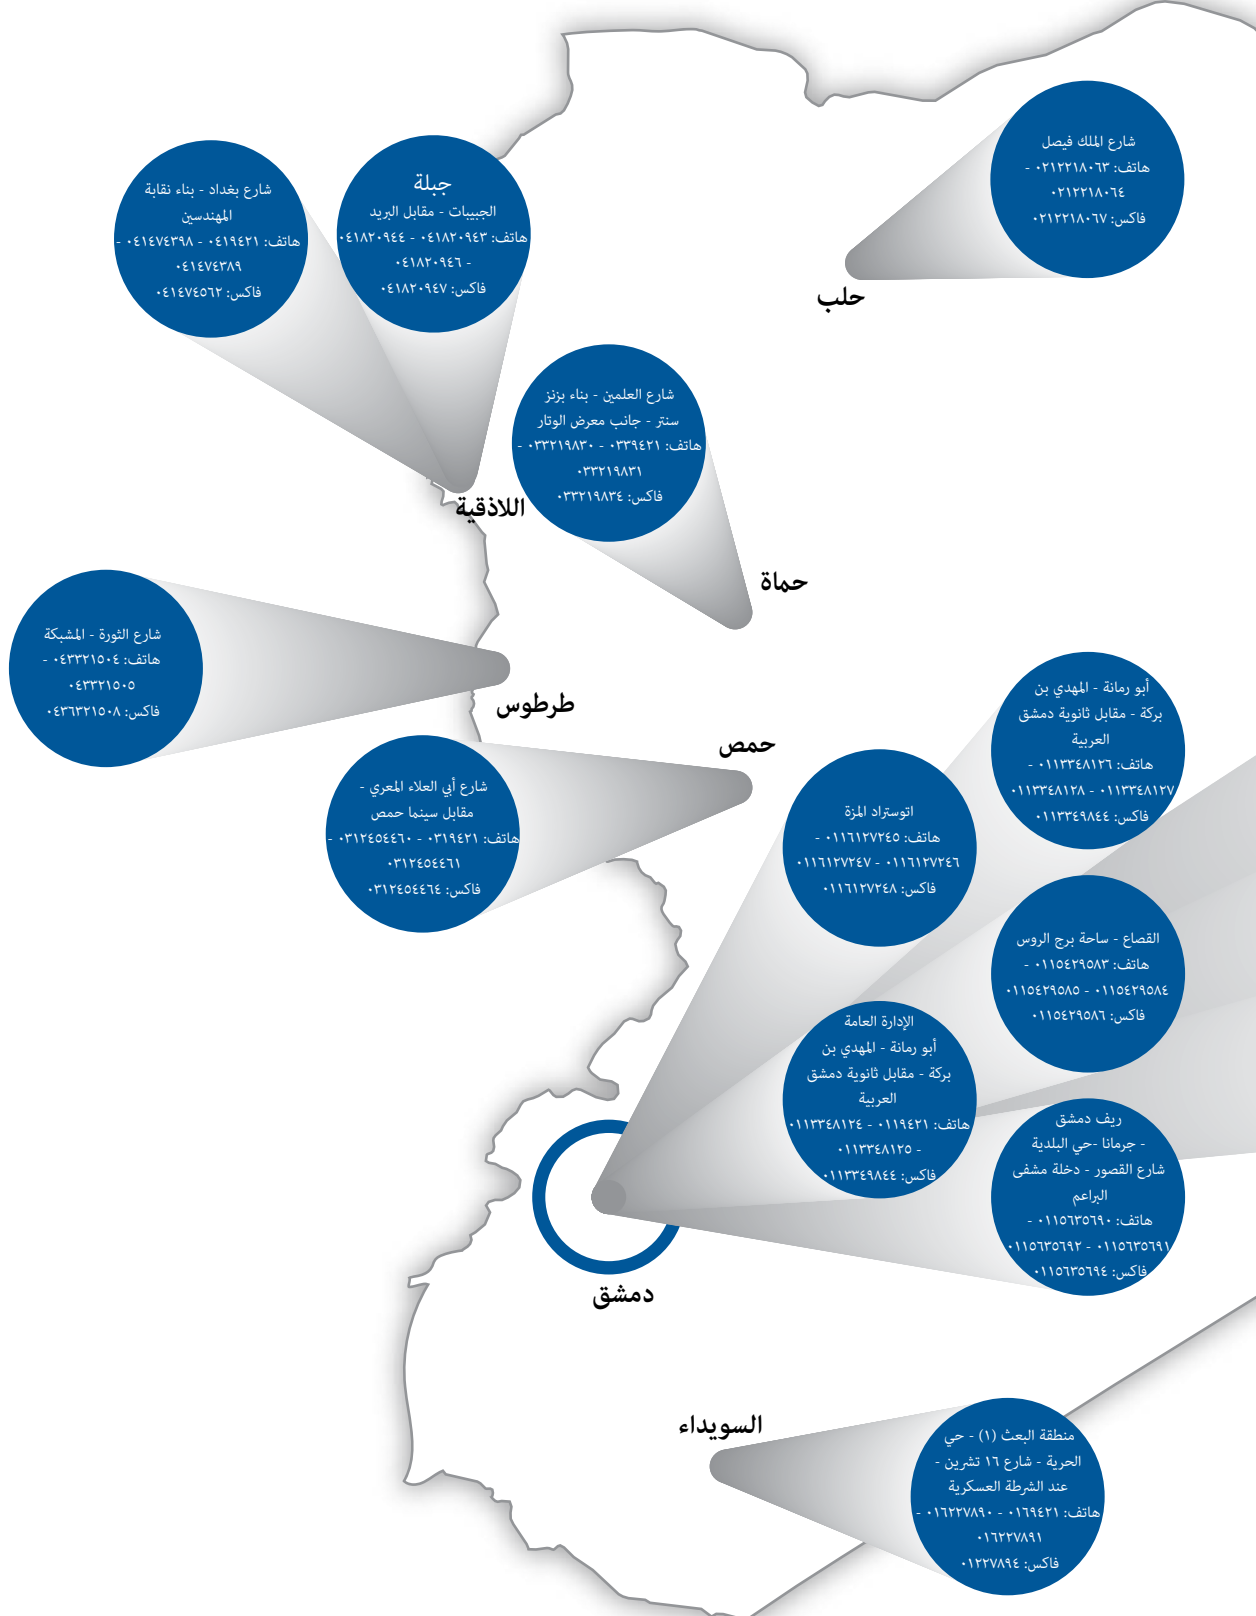 شارع الملك فيصل
هاتف: ٠٢١٢٢١٨٠٦٣ -
٠٢١٢٢١٨٠٦٤
فاكس: ٠٢١٢٢١٨٠٦٧
حلب
جبلة
الجبيبات - مقابل البريد
هاتف: ٠٤١٨٢٠٩٤٣ - ٠٤١٨٢٠٩٤٤
- ٠٤١٨٢٠٩٤٦
فاكس: ٠٤١٨٢٠٩٤٧
شارع بغداد - بناء نقابة
المهندسين
هاتف: ٠٤١٩٤٢١ - ٠٤١٤٧٤٣٩٨ -
٠٤١٤٧٤٣٨٩
فاكس: ٠٤١٤٧٤٥٦٢
اللاذقية
شارع العلمين - بناء بزنز
سنتر - جانب معرض الوتار
هاتف: ٠٣٣٩٤٢١ - ٠٣٣٢١٩٨٣٠ -
٠٣٣٢١٩٨٣١
فاكس: ٠٣٣٢١٩٨٣٤
حماة
شارع الثورة - المشبكة
هاتف: ٠٤٣٣٢١٥٠٤ -
٠٤٣٣٢١٥٠٥
فاكس: ٠٤٣٦٣٢١٥٠٨
طرطوس
حمص
شارع أبي العلاء المعري -
مقابل سينما حمص
هاتف: ٠٣١٩٤٢١ - ٠٣١٢٤٥٤٤٦٠ -
٠٣١٢٤٥٤٤٦١
فاكس: ٠٣١٢٤٥٤٤٦٤
أبو رمانة - المهدي بن
بركة - مقابل ثانوية دمشق
العربية
هاتف: ٠١١٣٣٤٨١٢٦ -
٠١١٣٣٤٨١٢٧ - ٠١١٣٣٤٨١٢٨
فاكس: ٠١١٣٣٤٩٨٤٤
اتوستراد المزة
هاتف: ٠١١٦١٢٧٢٤٥ -
٠١١٦١٢٧٢٤٦ - ٠١١٦١٢٧٢٤٧
فاكس: ٠١١٦١٢٧٢٤٨
القصاع - ساحة برج الروس
هاتف: ٠١١٥٤٢٩٥٨٣ -
٠١١٥٤٢٩٥٨٤ - ٠١١٥٤٢٩٥٨٥
فاكس: ٠١١٥٤٢٩٥٨٦
الإدارة العامة
أبو رمانة - المهدي بن
بركة - مقابل ثانوية دمشق
العربية
هاتف: ٠١١٩٤٢١ - ٠١١٣٣٤٨١٢٤
- ٠١١٣٣٤٨١٢٥
فاكس: ٠١١٣٣٤٩٨٤٤
ريف دمشق
- جرمانا -حي البلدية
شارع القصور - دخلة مشفى
البراعم
هاتف: ٠١١٥٦٣٥٦٩٠ -
٠١١٥٦٣٥٦٩١ - ٠١١٥٦٣٥٦٩٢
فاكس: ٠١١٥٦٣٥٦٩٤
دمشق
السويداء
منطقة البعث (١) - حي
الحرية - شارع ١٦ تشرين -
عند الشرطة العسكرية
هاتف: ٠١٦٩٤٢١ - ٠١٦٢٢٧٨٩٠ -
٠١٦٢٢٧٨٩١
فاكس: ٠١٢٢٧٨٩٤